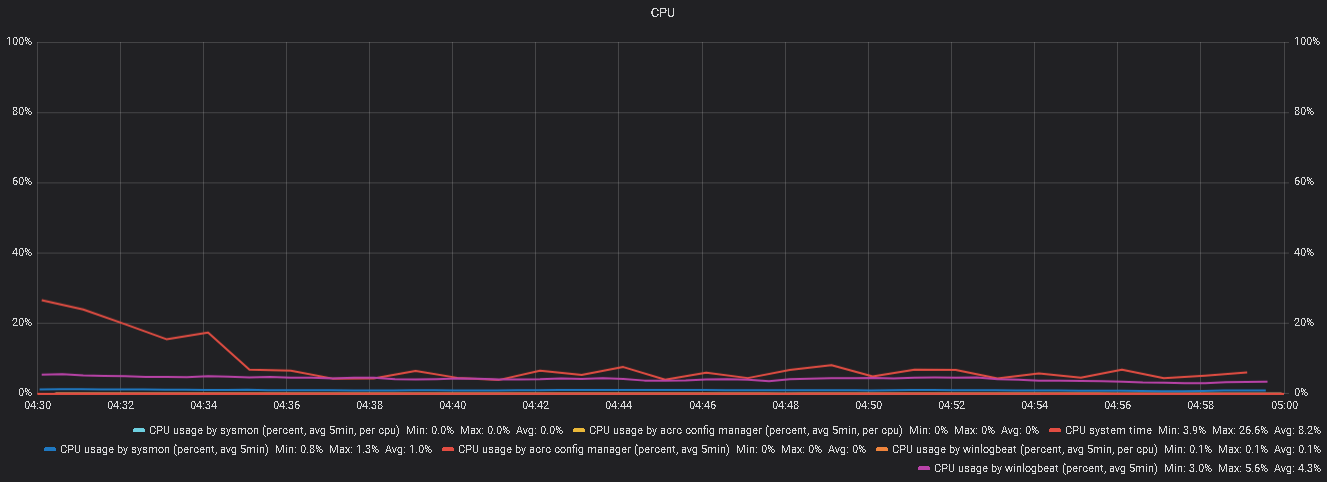 CPU
100% 100%
80% 80%
60% 60%
40% 40%
20% 20%
0% 0%
04:30 04:32 04:34 04:36 04:38 04:40 04:42 04:44 04:46 04:48 04:50 04:52 04:54 04:56 04:58 05:00
CPU usage by sysmon (percent, avg 5min, per cpu) Min: 0.0% Max: 0.0% Avg: 0.0% CPU usage by acrc config manager (percent, avg 5min, per cpu) Min: 0% Max: 0% Avg: 0% CPU system time Min: 3.9% Max: 26.6% Avg: 8.2%
CPU usage by sysmon (percent, avg 5min) Min: 0.8% Max: 1.3% Avg: 1.0% CPU usage by acrc config manager (percent, avg 5min) Min: 0% Max: 0% Avg: 0% CPU usage by winlogbeat (percent, avg 5min, per cpu) Min: 0.1% Max: 0.1% Avg: 0.1%
CPU usage by winlogbeat (percent, avg 5min) Min: 3.0% Max: 5.6% Avg: 4.3%